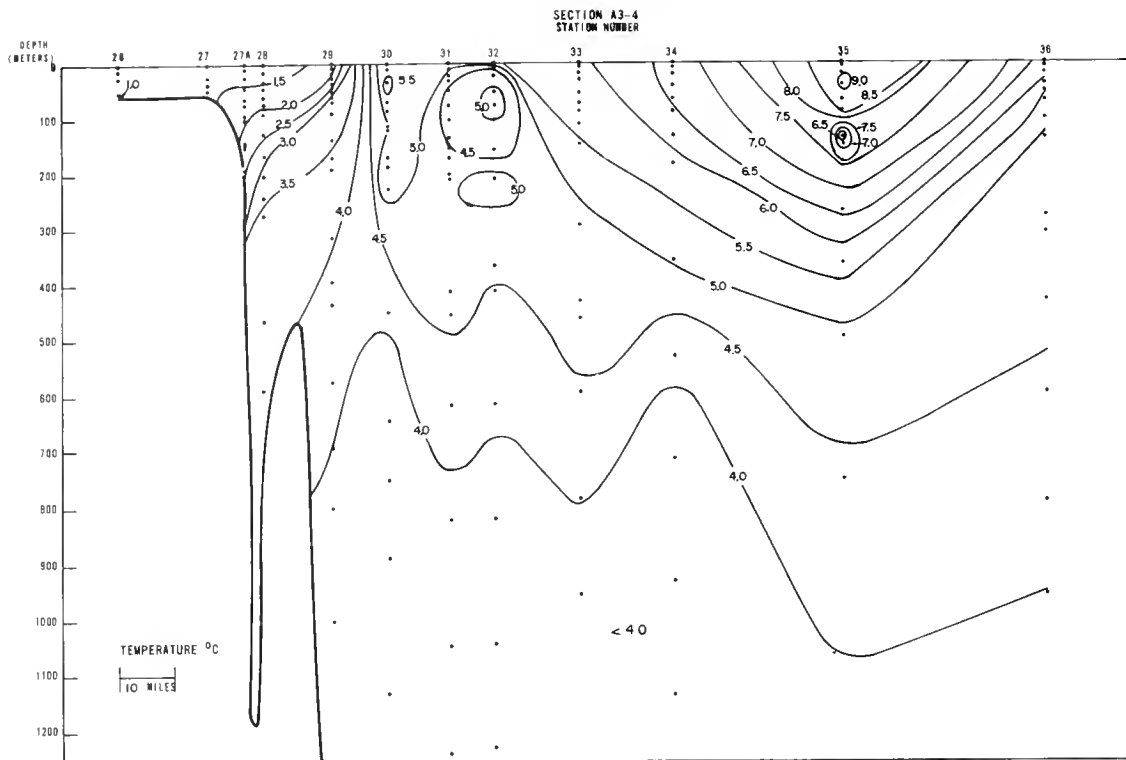 SECTION A3-4
STATION NUMBER
DEPTH
(METERS)
26 27 27A 28 29 30 31 32 33 34 35 36
0
100
200
300
400
500
600
700
800
900
1000
1100
1200
1.0 1.5 5.5 9.0
2.0 8.0 8.5
2.5 5.0 7.5 6.5 7.5
3.0 5.0 4.5 7.0 7.0
3.5 5.0 6.5
4.0 6.0
4.5 5.5
5.0
4.5
4.0 4.0
< 4.0
TEMPERATURE °C
10 MILES